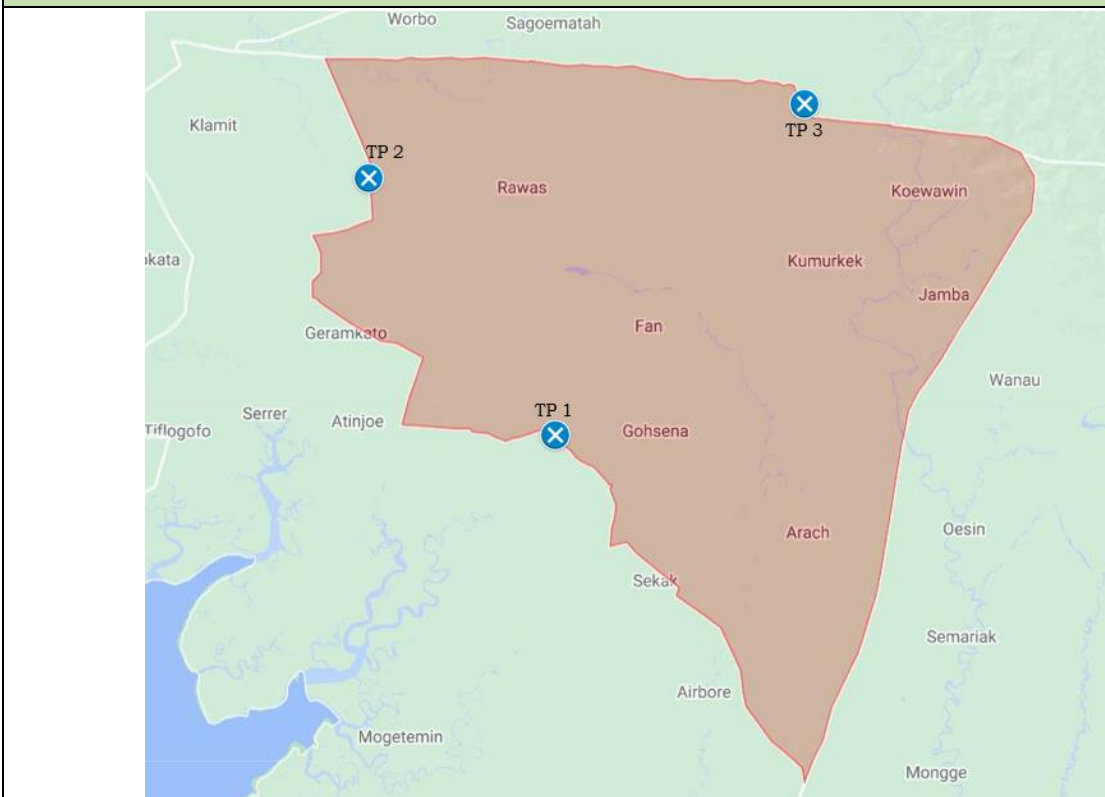 Worbo
Sagoematah
Klamit
TP 3
TP 2
Rawas
Koewawin
kata
Kumurkek
Jamba
Fan
Geramkato
Wanau
TP 1
Serrer
Atinjoe
Tiflogofo
Gohsena
Oesin
Arach
Sekak
Semariak
Airbore
Mogetemin
Mongge